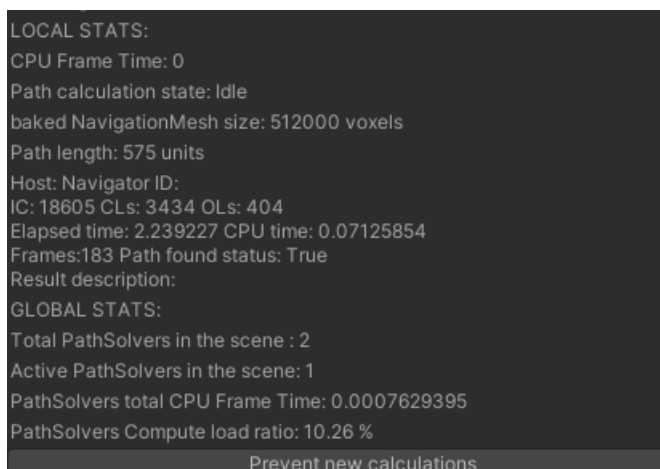 LOCAL STATS:
CPU Frame Time: 0
Path calculation state: Idle
baked NavigationMesh size: 512000 voxels
Path length: 575 units
Host: Navigator ID:
IC: 18605 CLs: 3434 OLs: 404
Elapsed time: 2.239227 CPU time: 0.07125854
Frames:183 Path found status: True
Result description:
GLOBAL STATS:
Total PathSolvers in the scene : 2
Active PathSolvers in the scene: 1
PathSolvers total CPU Frame Time: 0.0007629395
PathSolvers Compute load ratio: 10.26 %
Prevent new calculations